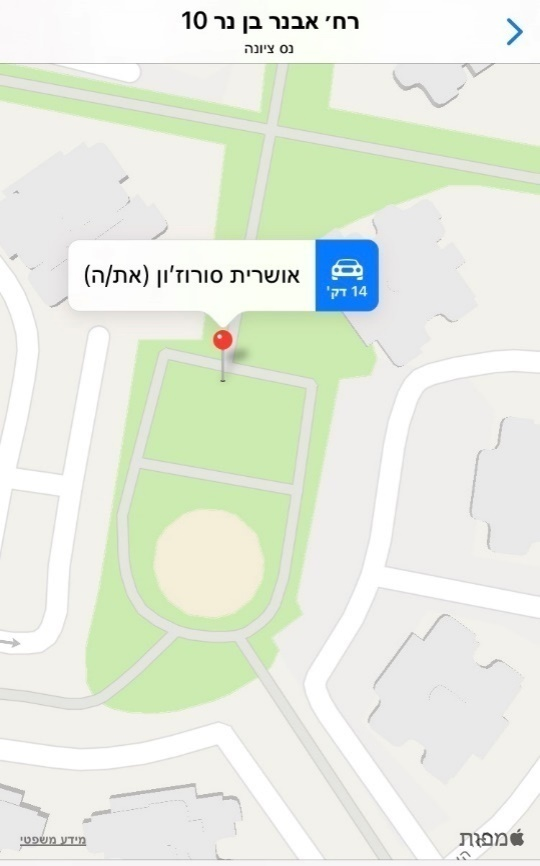 רח׳ אבנר בן נר 10
נס ציונה
אושרית סורוז'ון (את/ה)
14 דק'
מידע משפטי
מפות